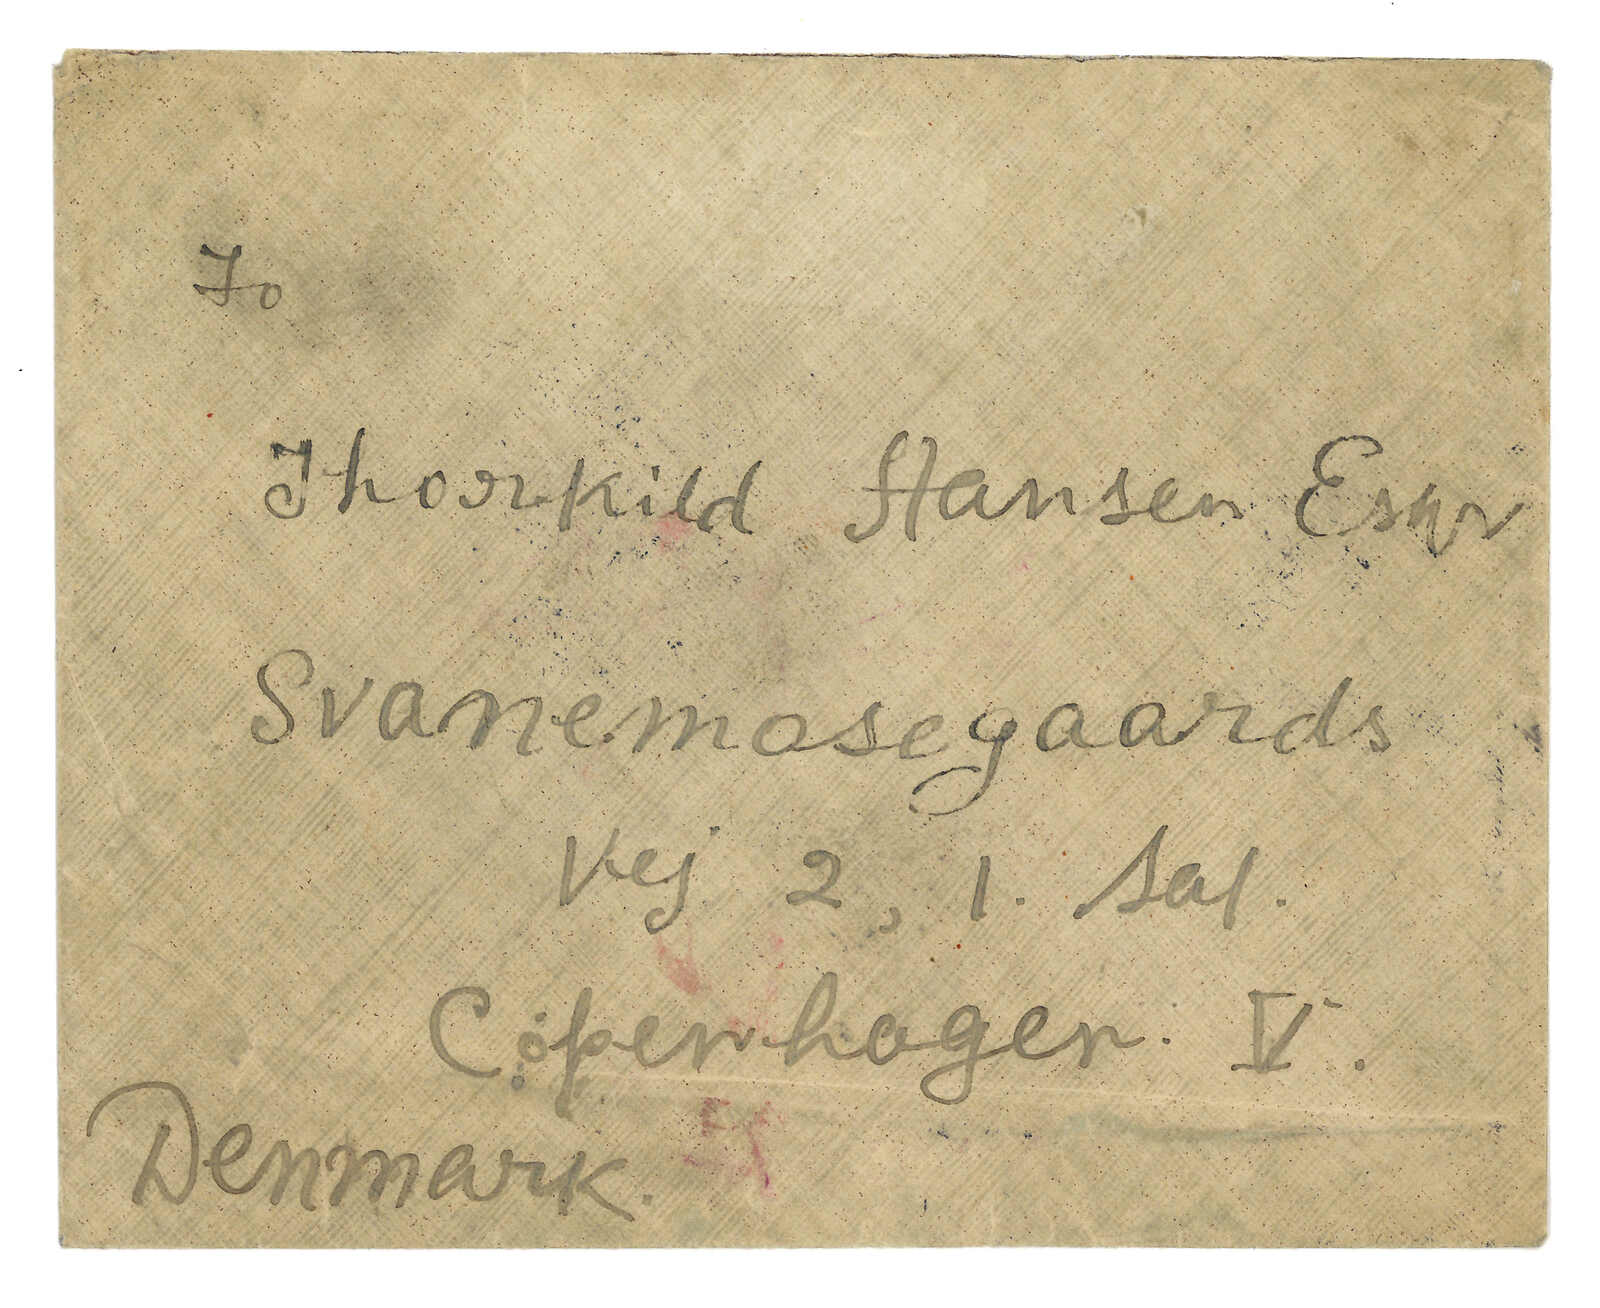 To
Thorkild Hansen Esqr
Svanemosegaards
Vej 2, 1. Sal.
Copenhagen. V.
Denmark.